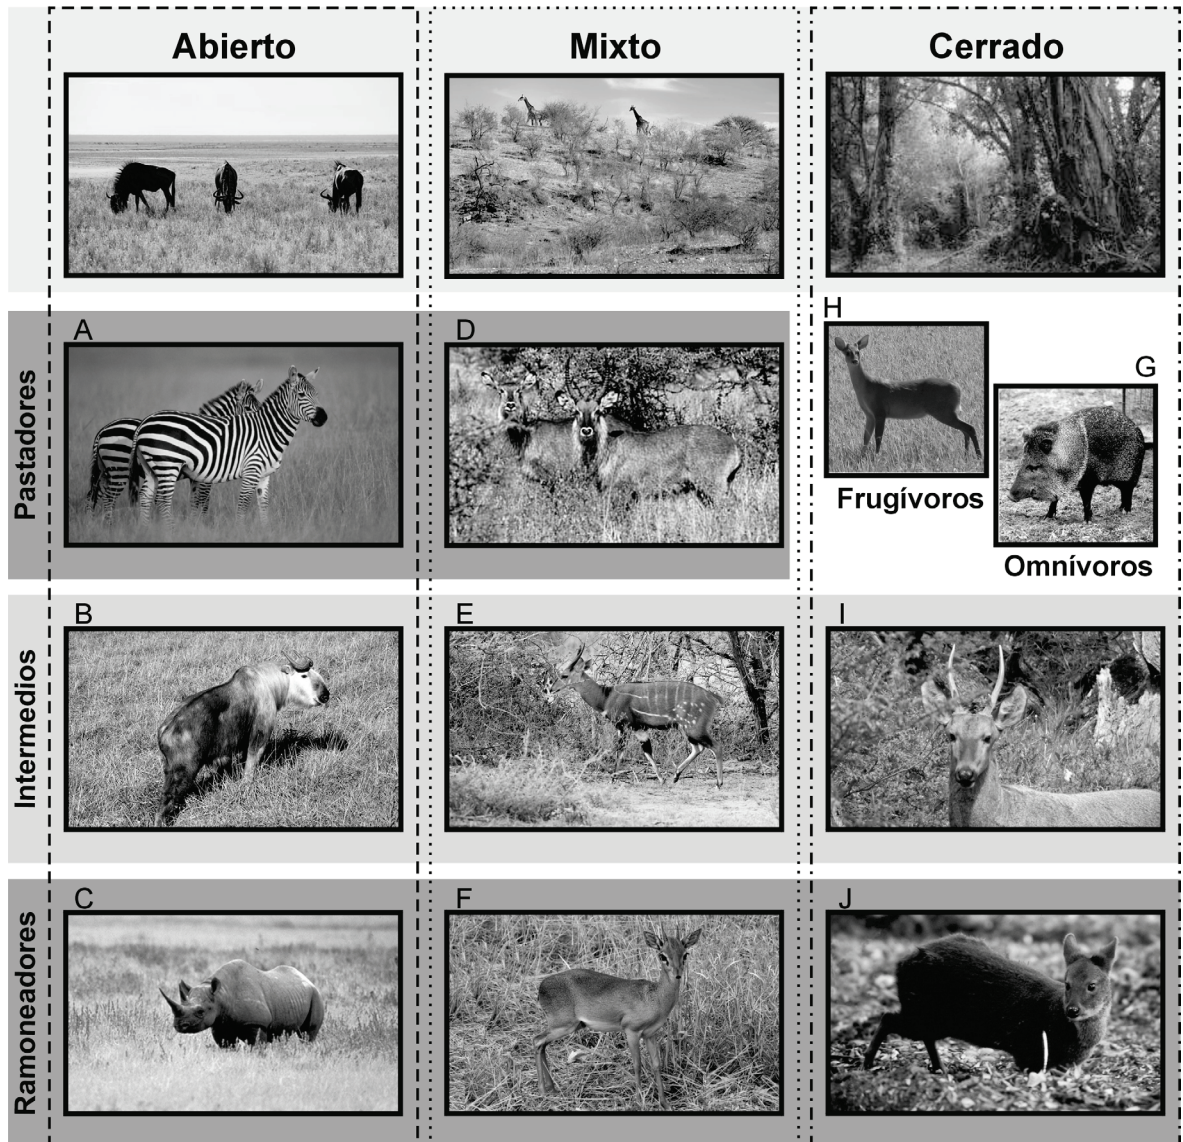 Abierto
Mixto
Cerrado
Pastadores
A
D
H
G
Frugívoros
Omnívoros
Intermedios
B
E
I
Ramoneadores
C
F
J